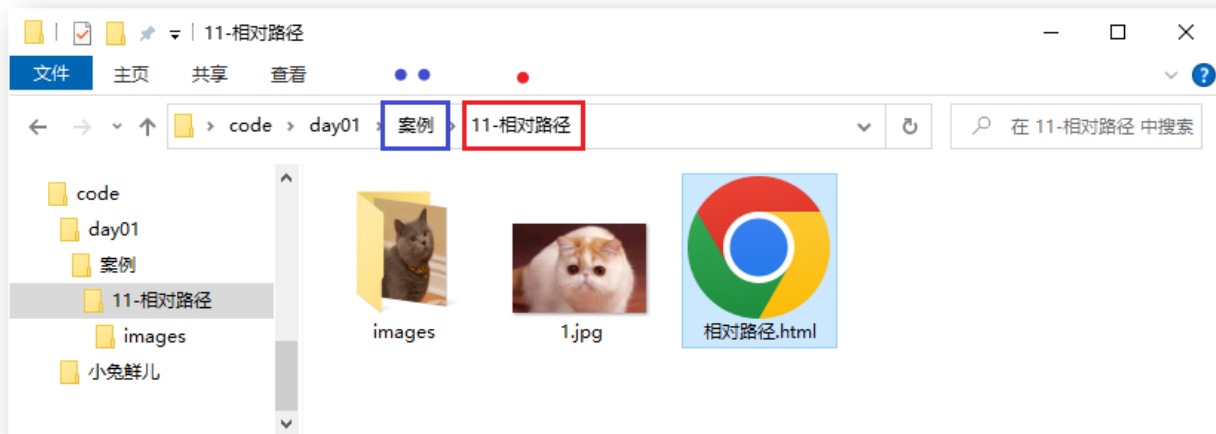 11-相对路径
文件 主页 共享 查看
code day01 案例 11-相对路径 在 11-相对路径 中搜索
code
day01
案例
11-相对路径
images
小兔鲜儿
images 1.jpg 相对路径.html